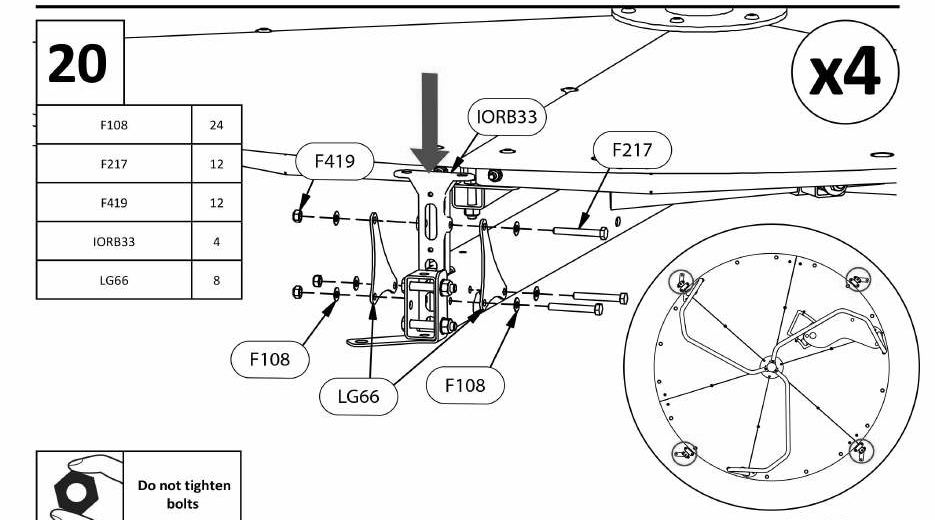 20
x4
F108 24
F217 12
F419 12
IORB33 4
LG66 8
IORB33
F419
F217
F108
LG66
F108
Do not tighten
bolts